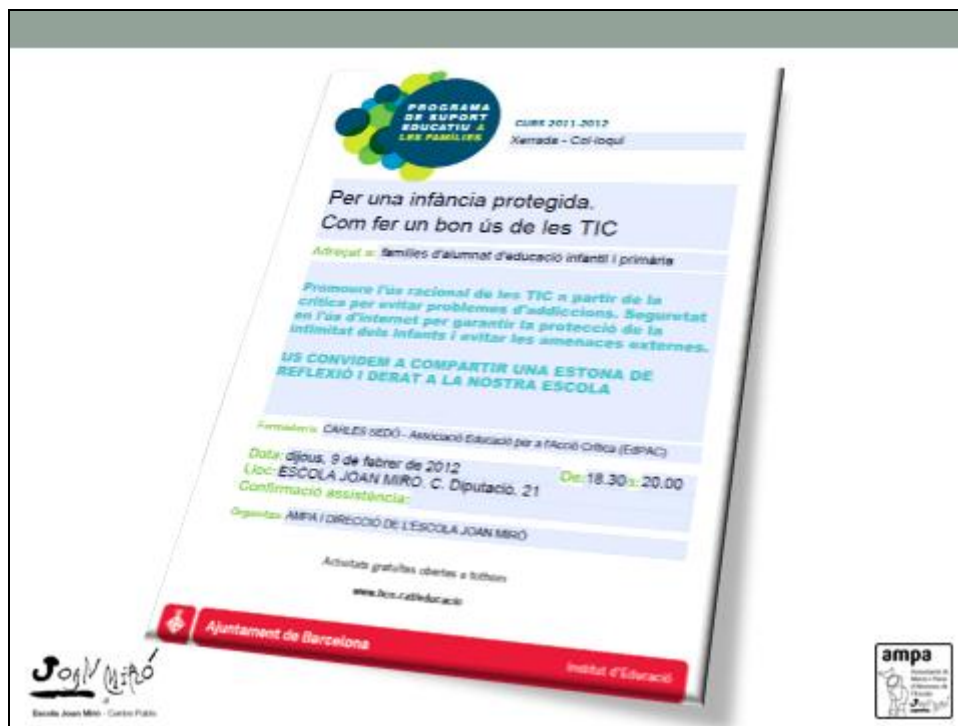 PROGRAMA
DE SUPORT
EDUCATIU A
LES FAMÍLIES
CURS 2011-2012
Xerrada - Col·loqui
Per una infància protegida.
Com fer un bon ús de les TIC
Adreçat a: famílies d'alumnat d'educació infantil i primària
Promoure l'ús racional de les TIC a partir de la
crítica per evitar problemes d'addiccions. Seguretat
en l'ús d'internet per garantir la protecció de la
intimitat dels infants i evitar les amenaces externes.
US CONVIDEM A COMPARTIR UNA ESTONA DE
REFLEXIÓ I DERAT A LA NOSTRA ESCOLA
CARLES SEDÓ - Associació Educació per a l'Acció Crítica (EdPAC)
Data: dijous, 9 de febrer de 2012 De: 18.30 a: 20.00
Lloc: ESCOLA JOAN MIRO. C. Diputació, 21
Confirmació assistència:
Organitza: AMPA I DIRECCIÓ DE L'ESCOLA JOAN MIRÓ
Activitats gratuïtes obertes a tothom
www.bcn.cat/educacio
Ajuntament de Barcelona
Institut d'Educació
Joan Miró
Escola Joan Miró - Centre Públic
ampa